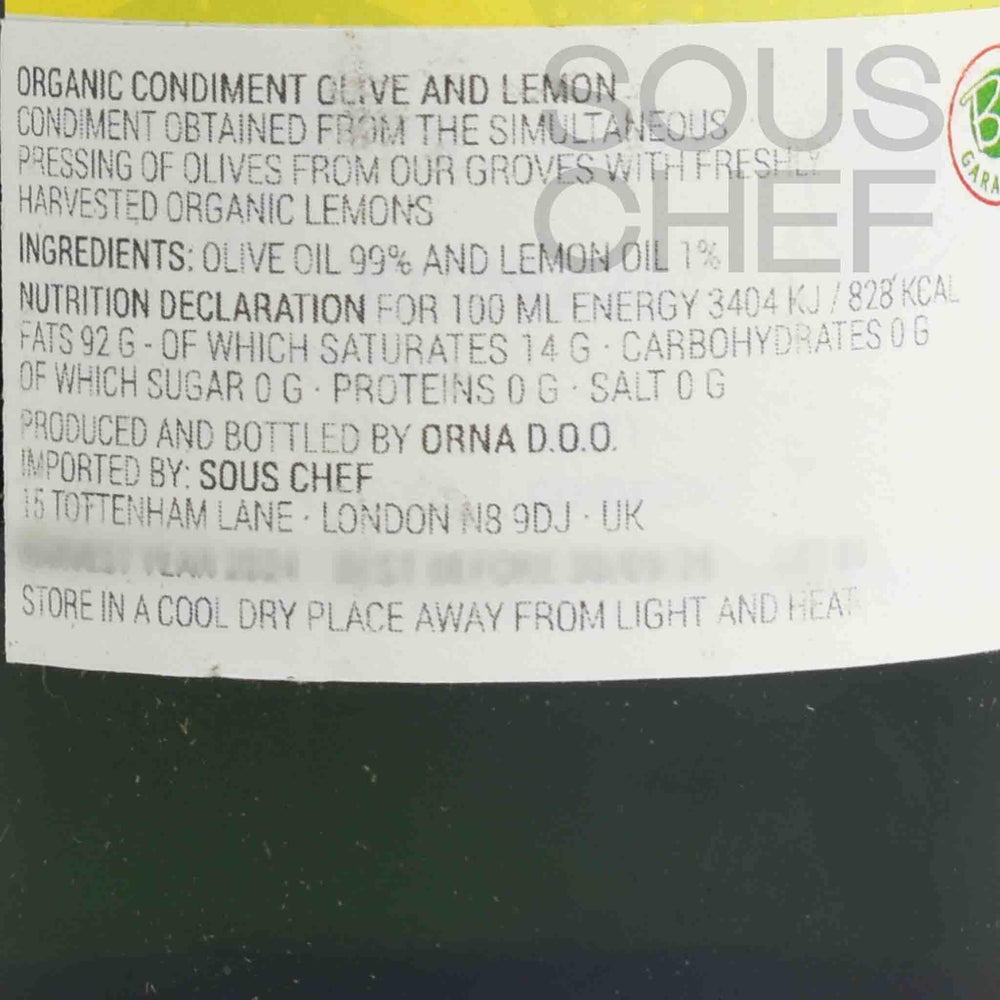 SOUS
CHEF
ORGANIC CONDIMENT OLIVE AND LEMON
CONDIMENT OBTAINED FROM THE SIMULTANEOUS
PRESSING OF OLIVES FROM OUR GROVES WITH FRESHLY
HARVESTED ORGANIC LEMONS
INGREDIENTS: OLIVE OIL 99% AND LEMON OIL 1%
NUTRITION DECLARATION FOR 100 ML ENERGY 3404 KJ / 828 KCAL
FATS 92 G - OF WHICH SATURATES 14 G · CARBOHYDRATES 0 G
OF WHICH SUGAR 0 G · PROTEINS 0 G · SALT 0 G
PRODUCED AND BOTTLED BY ORNA D.O.O.
IMPORTED BY: SOUS CHEF
15 TOTTENHAM LANE · LONDON N8 9DJ · UK
STORE IN A COOL DRY PLACE AWAY FROM LIGHT AND HEAT